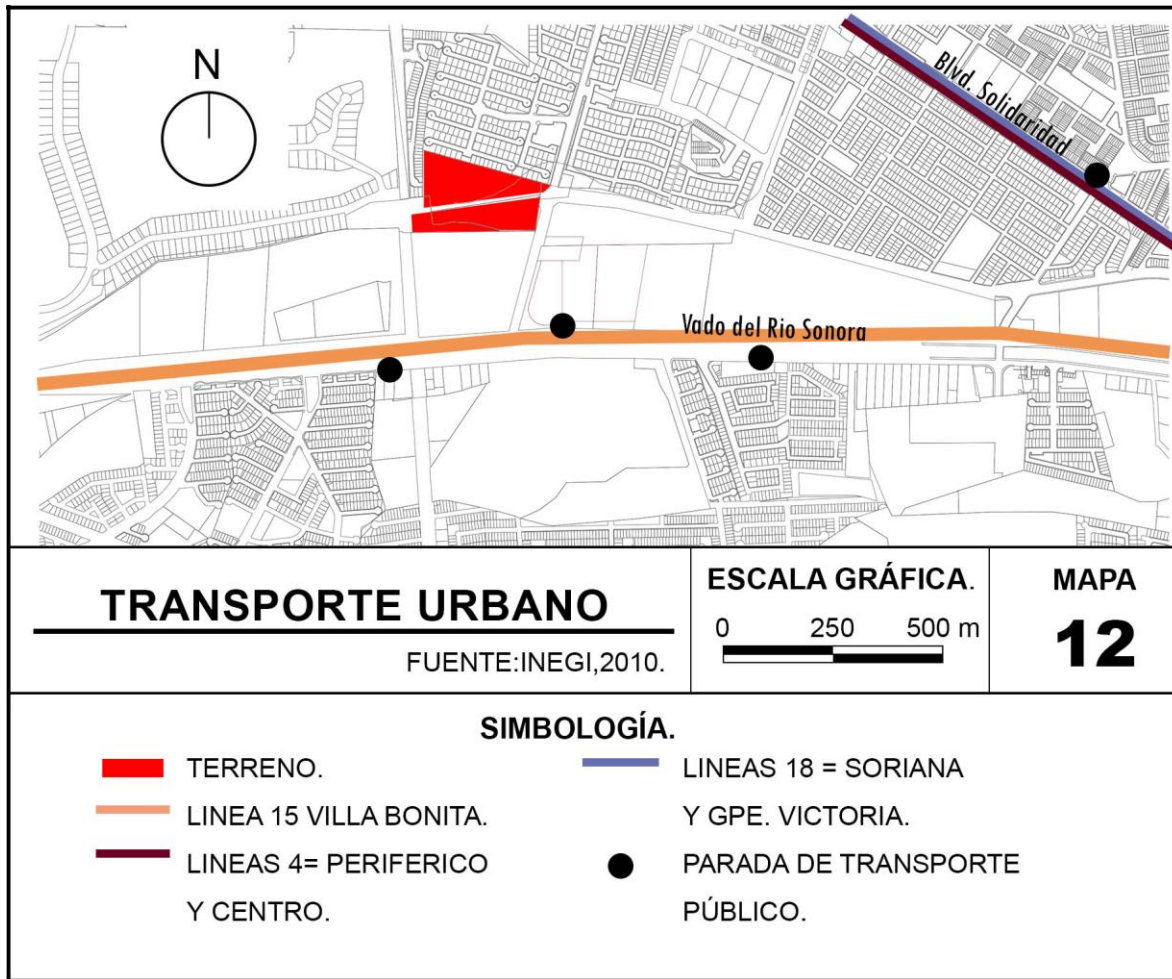 N
Blvd. Solidaridad
Vado del Rio Sonora
TRANSPORTE URBANO
FUENTE:INEGI,2010.
ESCALA GRÁFICA.
0 250 500 m
MAPA
12
SIMBOLOGÍA.
TERRENO.
LINEA 15 VILLA BONITA.
LINEAS 4= PERIFERICO
Y CENTRO.
LINEAS 18 = SORIANA
Y GPE. VICTORIA.
PARADA DE TRANSPORTE
PÚBLICO.